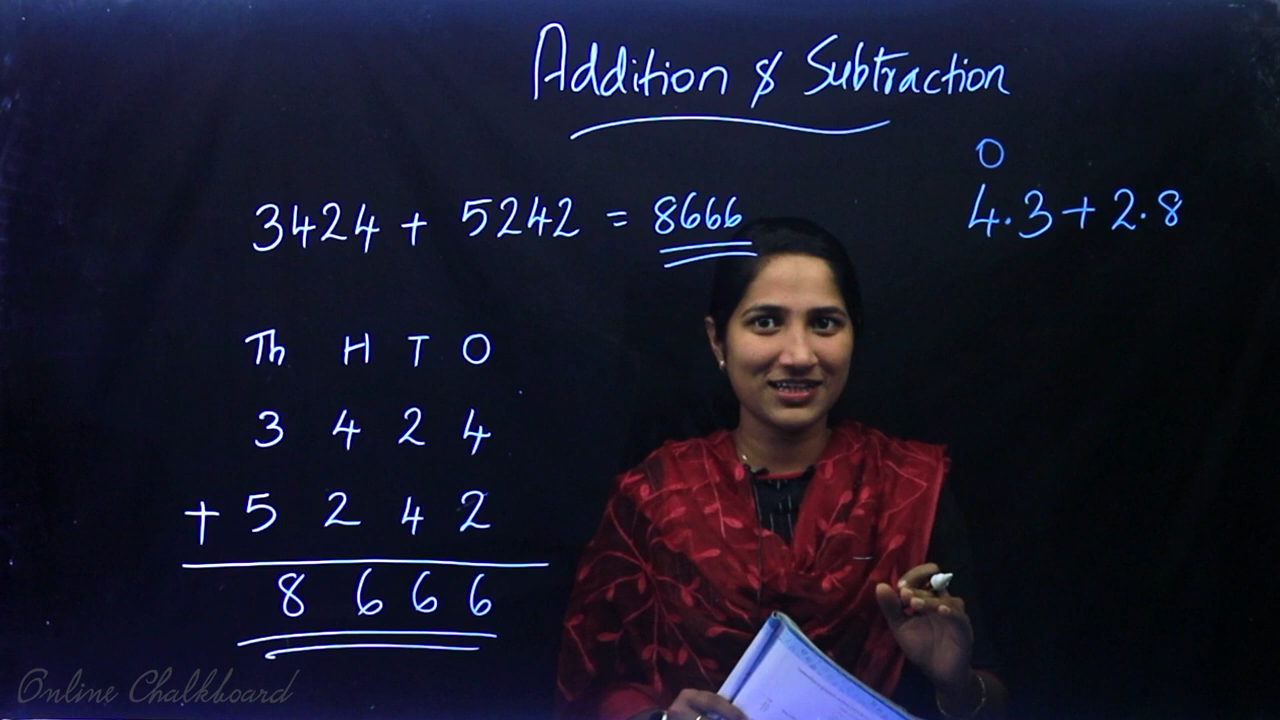 Addition & Subtraction
O
4.3 + 2.8
3424 + 5242 = 8666
Th H T O
3 4 2 4
+ 5 2 4 2
8 6 6 6
Online Chalkboard